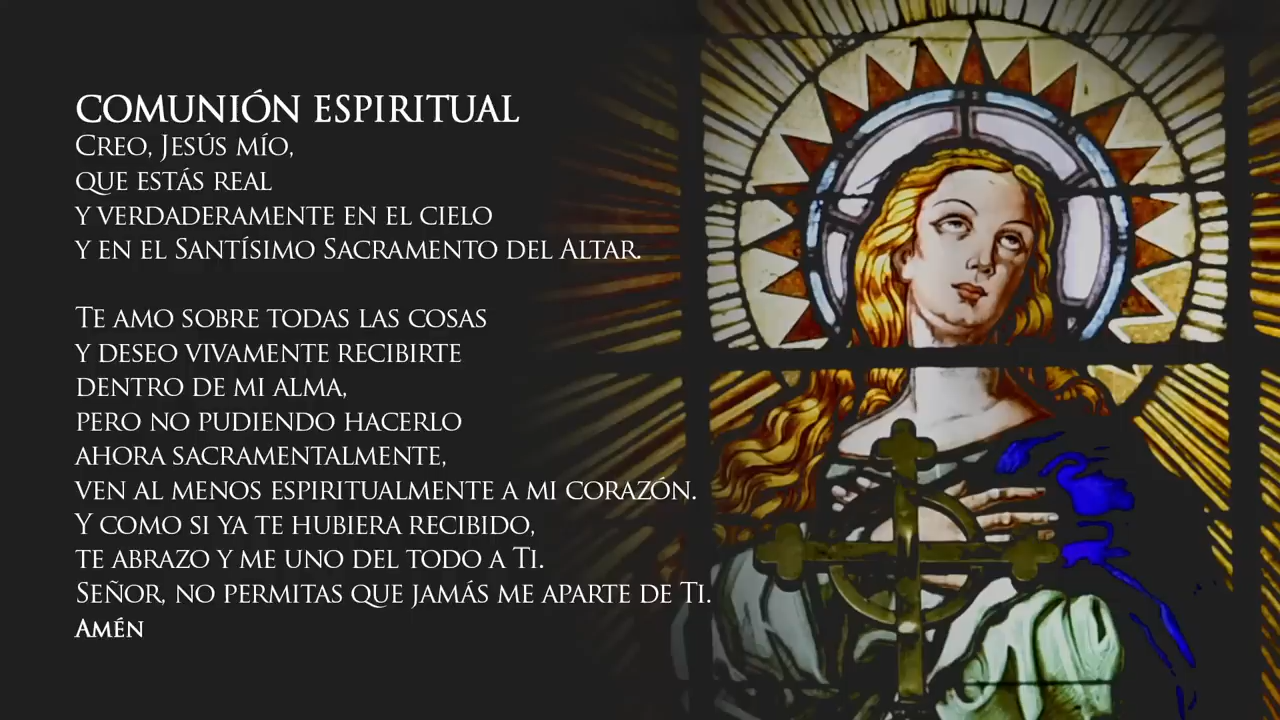 COMUNIÓN ESPIRITUAL
CREO, JESÚS MÍO,
QUE ESTÁS REAL
Y VERDADERAMENTE EN EL CIELO
Y EN EL SANTÍSIMO SACRAMENTO DEL ALTAR.
TE AMO SOBRE TODAS LAS COSAS
Y DESEO VIVAMENTE RECIBIRTE
DENTRO DE MI ALMA,
PERO NO PUDIENDO HACERLO
AHORA SACRAMENTALMENTE,
VEN AL MENOS ESPIRITUALMENTE A MI CORAZÓN.
Y COMO SI YA TE HUBIERA RECIBIDO,
TE ABRAZO Y ME UNO DEL TODO A TI.
SEÑOR, NO PERMITAS QUE JAMÁS ME APARTE DE TI.
AMÉN